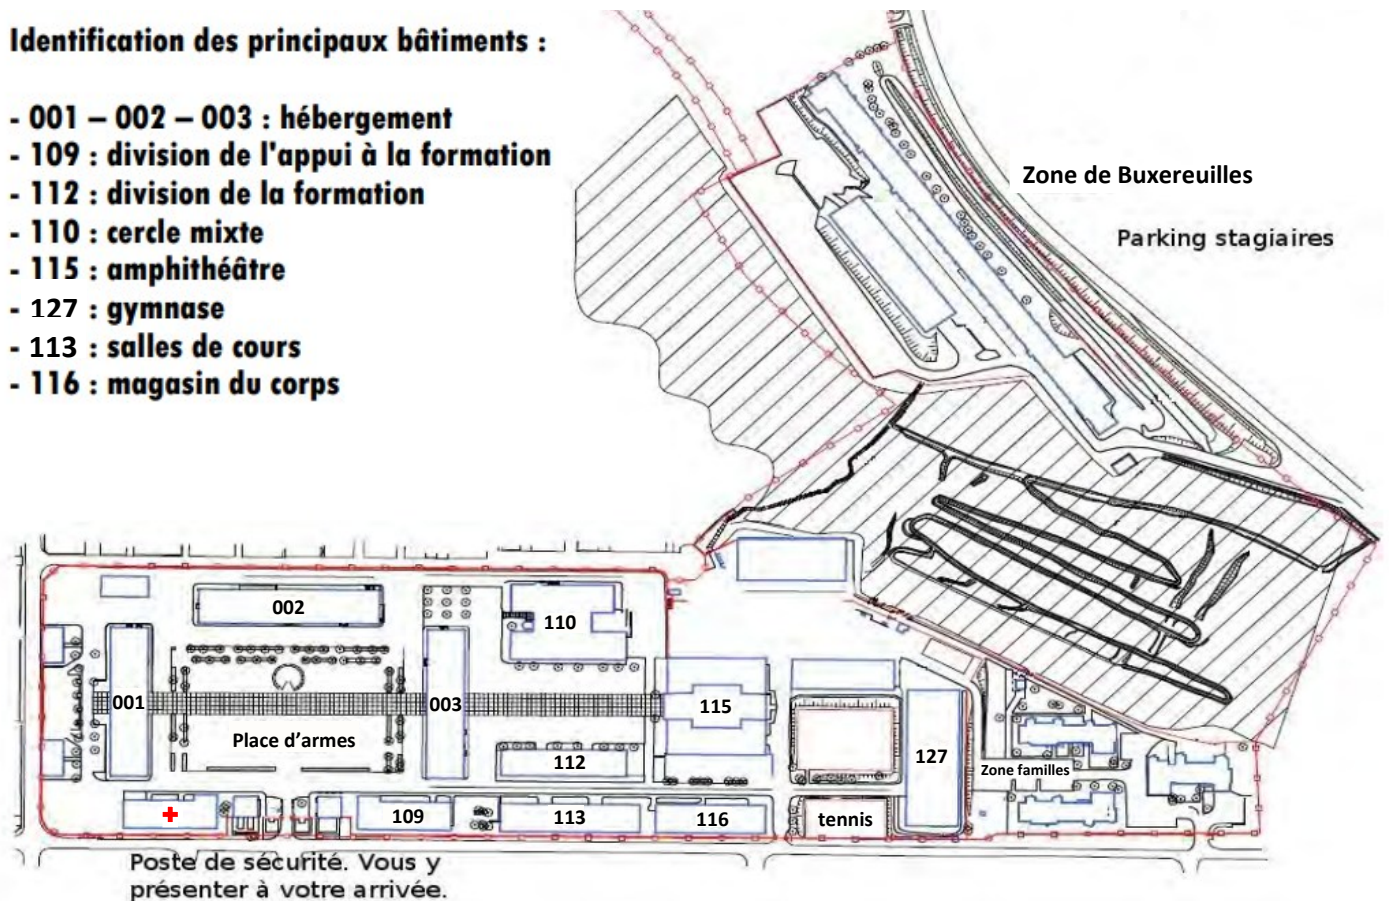 Identification des principaux bâtiments :
- 001 – 002 – 003 : hébergement
- 109 : division de l'appui à la formation
- 112 : division de la formation
- 110 : cercle mixte
- 115 : amphithéâtre
- 127 : gymnase
- 113 : salles de cours
- 116 : magasin du corps
Zone de Buxereuilles
Parking stagiaires
002
110
001
003
115
Place d'armes
112
127
Zone familles
109
113
116
tennis
Poste de sécurité. Vous y
présenter à votre arrivée.